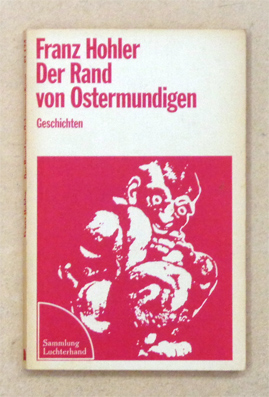 Franz Hohler
Der Rand
von Ostermundigen
Geschichten
Sammlung
Luchterhand